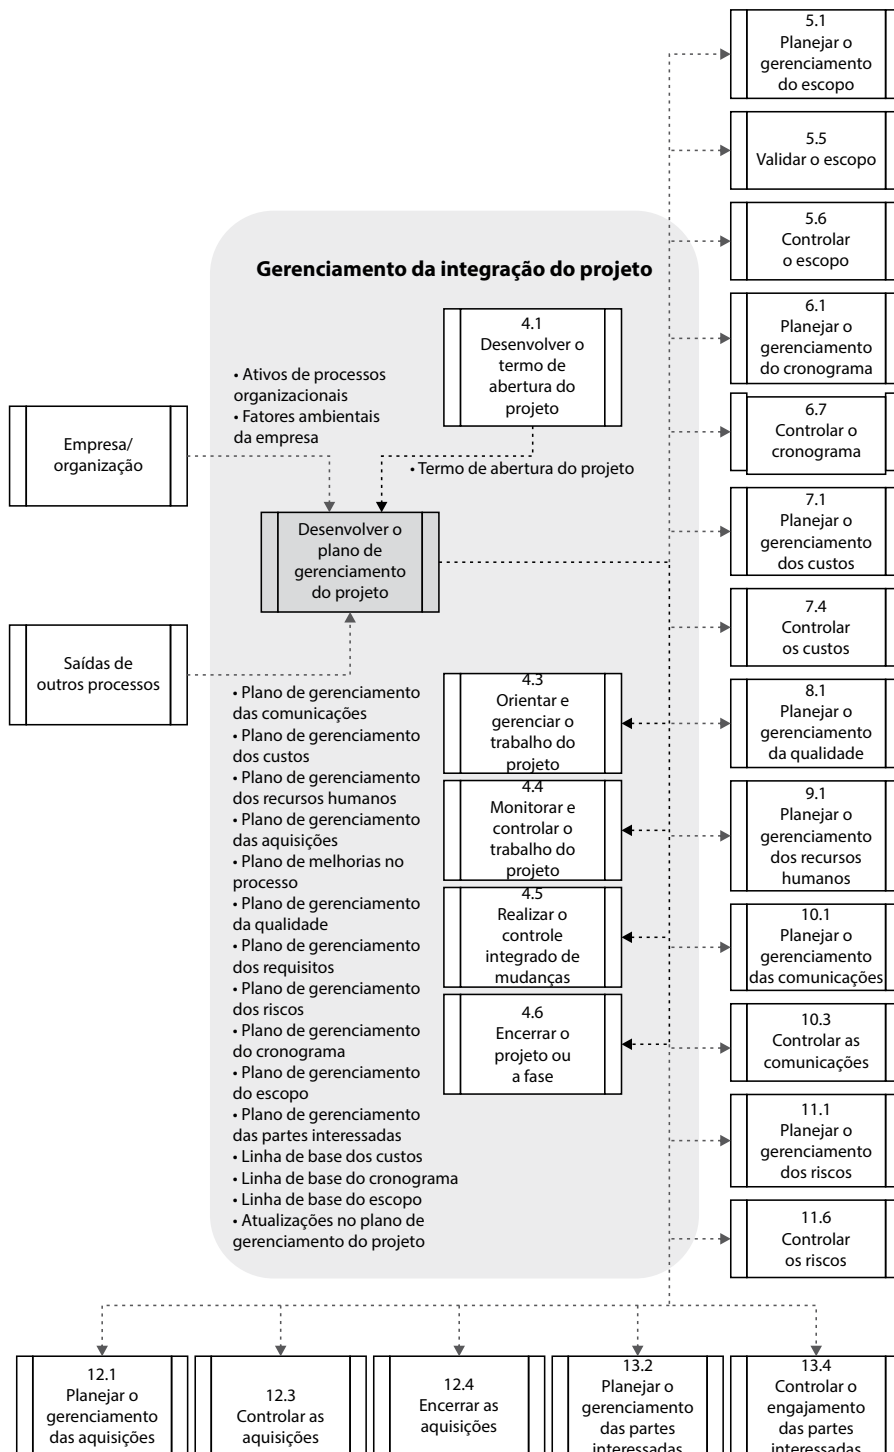 Gerenciamento da integração do projeto
4.1
Desenvolver o
termo de
abertura do
projeto
• Ativos de processos
organizacionais
• Fatores ambientais
da empresa
Empresa/
organização
• Termo de abertura do projeto
Desenvolver o
plano de
gerenciamento
do projeto
Saídas de
outros processos
• Plano de gerenciamento
das comunicações
• Plano de gerenciamento
dos custos
• Plano de gerenciamento
dos recursos humanos
• Plano de gerenciamento
das aquisições
• Plano de melhorias no
processo
• Plano de gerenciamento
da qualidade
• Plano de gerenciamento
dos requisitos
• Plano de gerenciamento
dos riscos
• Plano de gerenciamento
do cronograma
• Plano de gerenciamento
do escopo
• Plano de gerenciamento
das partes interessadas
• Linha de base dos custos
• Linha de base do cronograma
• Linha de base do escopo
• Atualizações no plano de
gerenciamento do projeto
4.3
Orientar e
gerenciar o
trabalho do
projeto
4.4
Monitorar e
controlar o
trabalho do
projeto
4.5
Realizar o
controle
integrado de
mudanças
4.6
Encerrar o
projeto ou
a fase
5.1
Planejar o
gerenciamento
do escopo
5.5
Validar o escopo
5.6
Controlar
o escopo
6.1
Planejar o
gerenciamento
do cronograma
6.7
Controlar o
cronograma
7.1
Planejar o
gerenciamento
dos custos
7.4
Controlar
os custos
8.1
Planejar o
gerenciamento
da qualidade
9.1
Planejar o
gerenciamento
dos recursos
humanos
10.1
Planejar o
gerenciamento
das comunicações
10.3
Controlar as
comunicações
11.1
Planejar o
gerenciamento
dos riscos
11.6
Controlar
os riscos
12.1
Planejar o
gerenciamento
das aquisições
12.3
Controlar as
aquisições
12.4
Encerrar as
aquisições
13.2
Planejar o
gerenciamento
das partes
interessadas
13.4
Controlar o
engajamento
das partes
interessadas